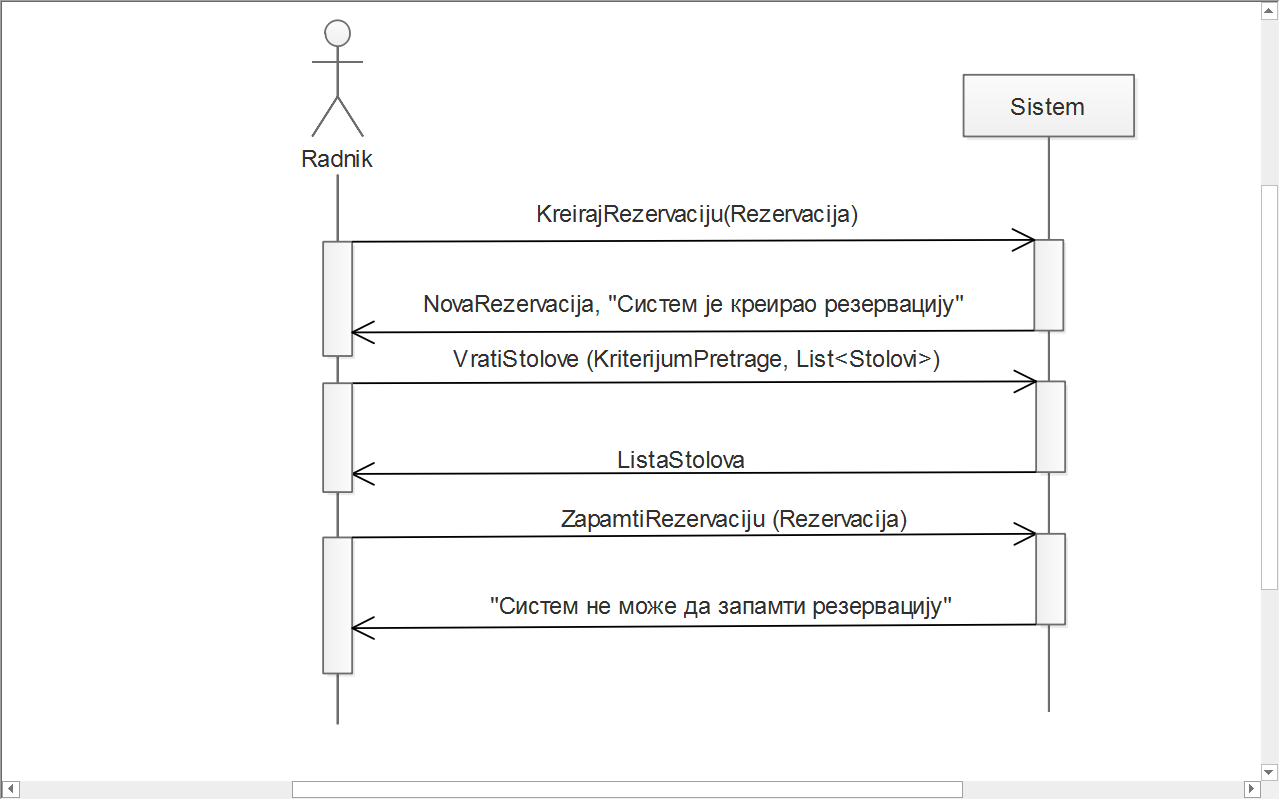 Radnik
Sistem
KreirajRezervaciju(Rezervacija)
NovaRezervacija, "Систем је креирао резервацију"
VratiStolove (KriterijumPretrage, List<Stolovi>)
ListaStolova
ZapamtiRezervaciju (Rezervacija)
"Систем не може да запамти резервацију"